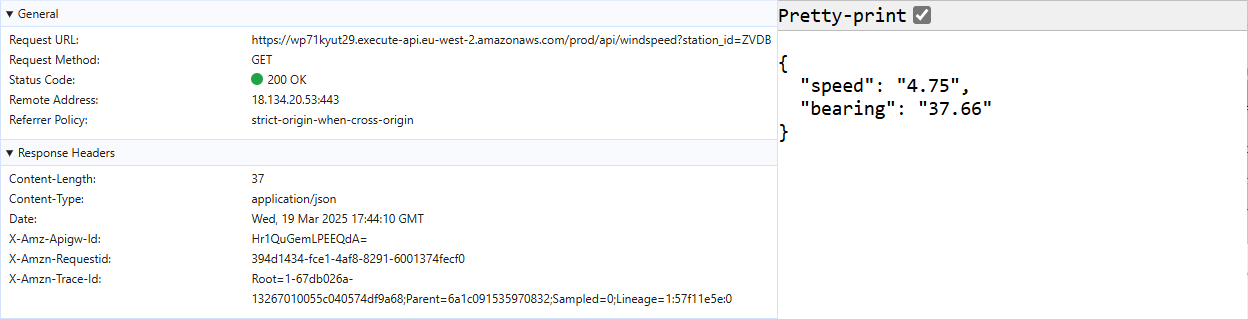 General
Request URL: https://wp71kyut29.execute-api.eu-west-2.amazonaws.com/prod/api/windspeed?station_id=ZVDB
Request Method: GET
Status Code: 200 OK
Remote Address: 18.134.20.53:443
Referrer Policy: strict-origin-when-cross-origin
Response Headers
Content-Length: 37
Content-Type: application/json
Date: Wed, 19 Mar 2025 17:44:10 GMT
X-Amz-Apigw-Id: Hr1QuGemLPEEQdA=
X-Amzn-Requestid: 394d1434-fce1-4af8-8291-6001374fecf0
X-Amzn-Trace-Id: Root=1-67db026a-
13267010055c040574df9a68;Parent=6a1c091535970832;Sampled=0;Lineage=1:57f11e5e:0
Pretty-print
{
"speed": "4.75",
"bearing": "37.66"
}